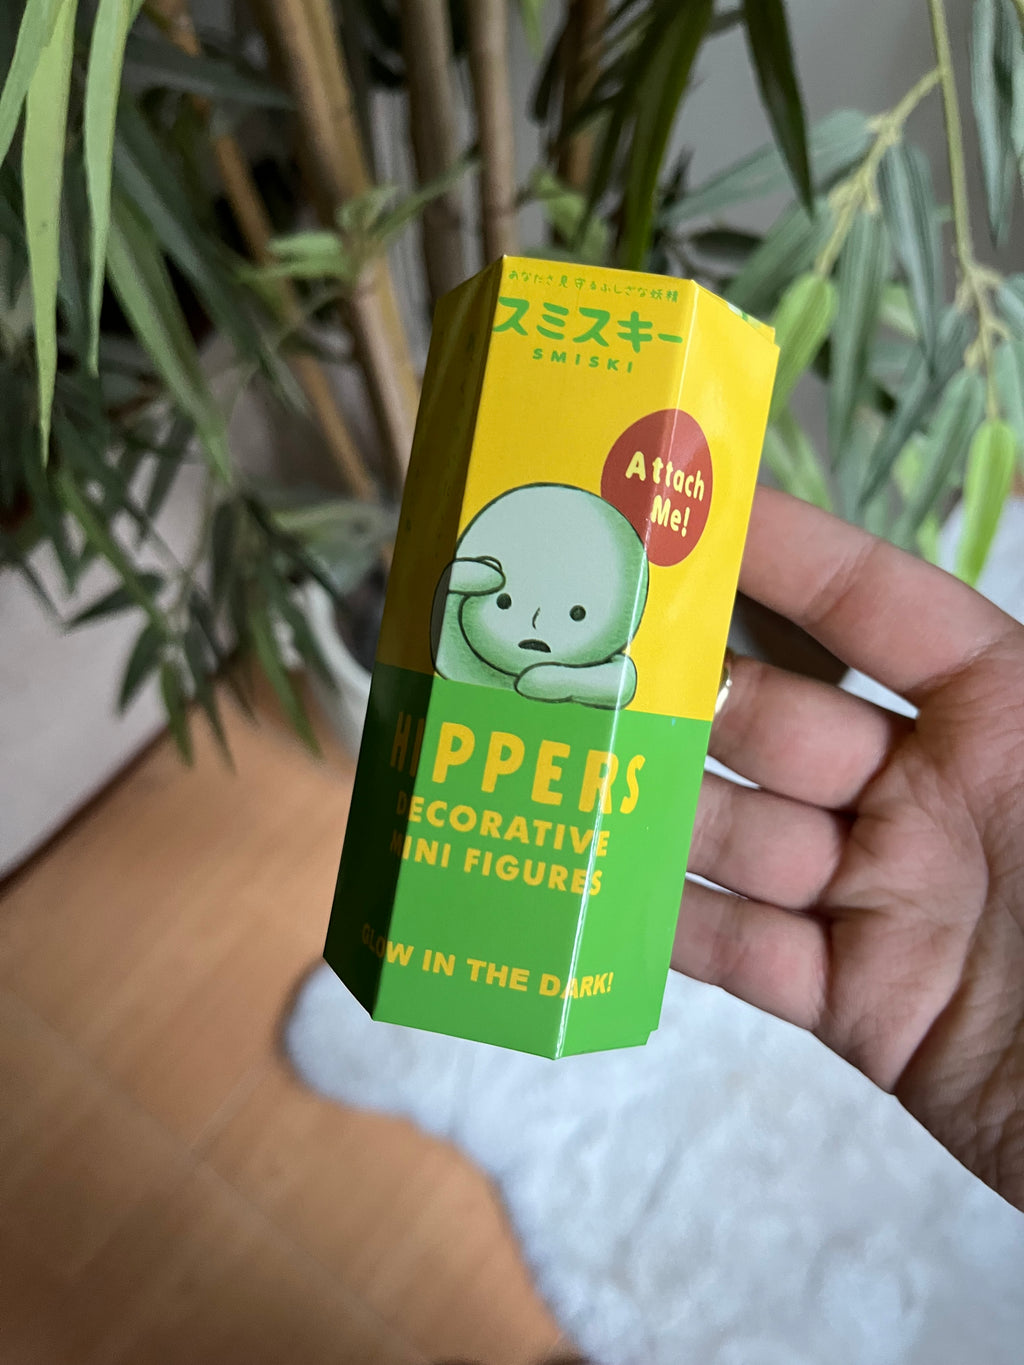 あなたを見守るふしぎな妖精
スミスキー
SMISKI
Attach
Me!
HIPPERS
DECORATIVE
MINI FIGURES
GLOW IN THE DARK!